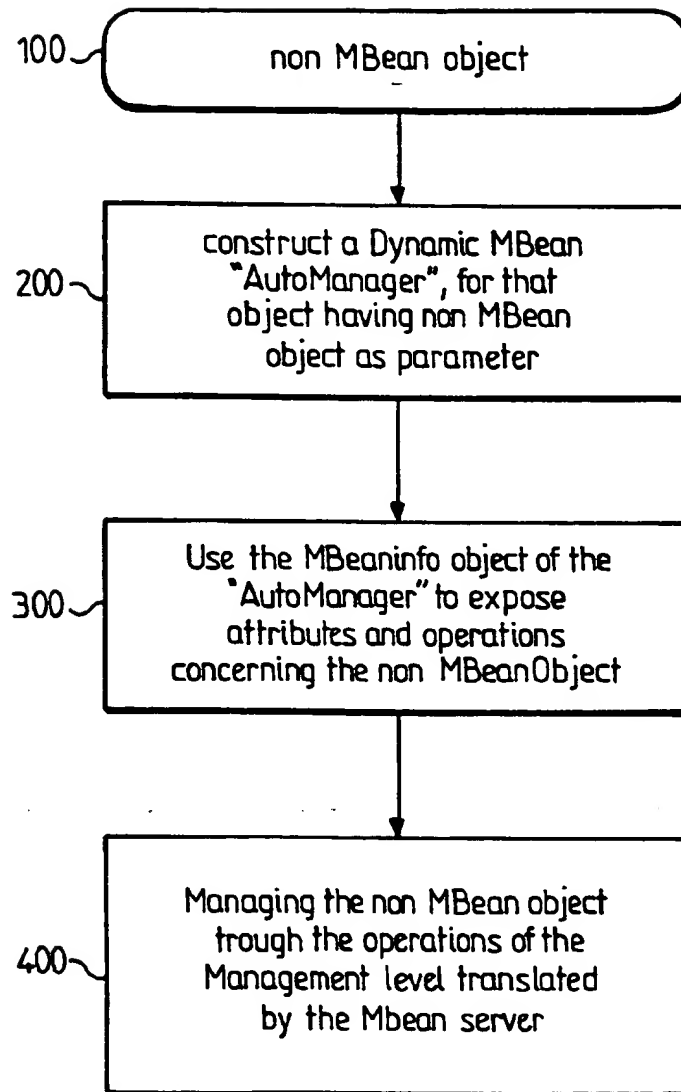 100
non MBean object
200
construct a Dynamic MBean
"AutoManager", for that
object having non MBean
object as parameter
300
Use the MBeaninfo object of the
"AutoManager" to expose
attributes and operations
concerning the non MBeanObject
400
Managing the non MBean object
trough the operations of the
Management level translated
by the Mbean server